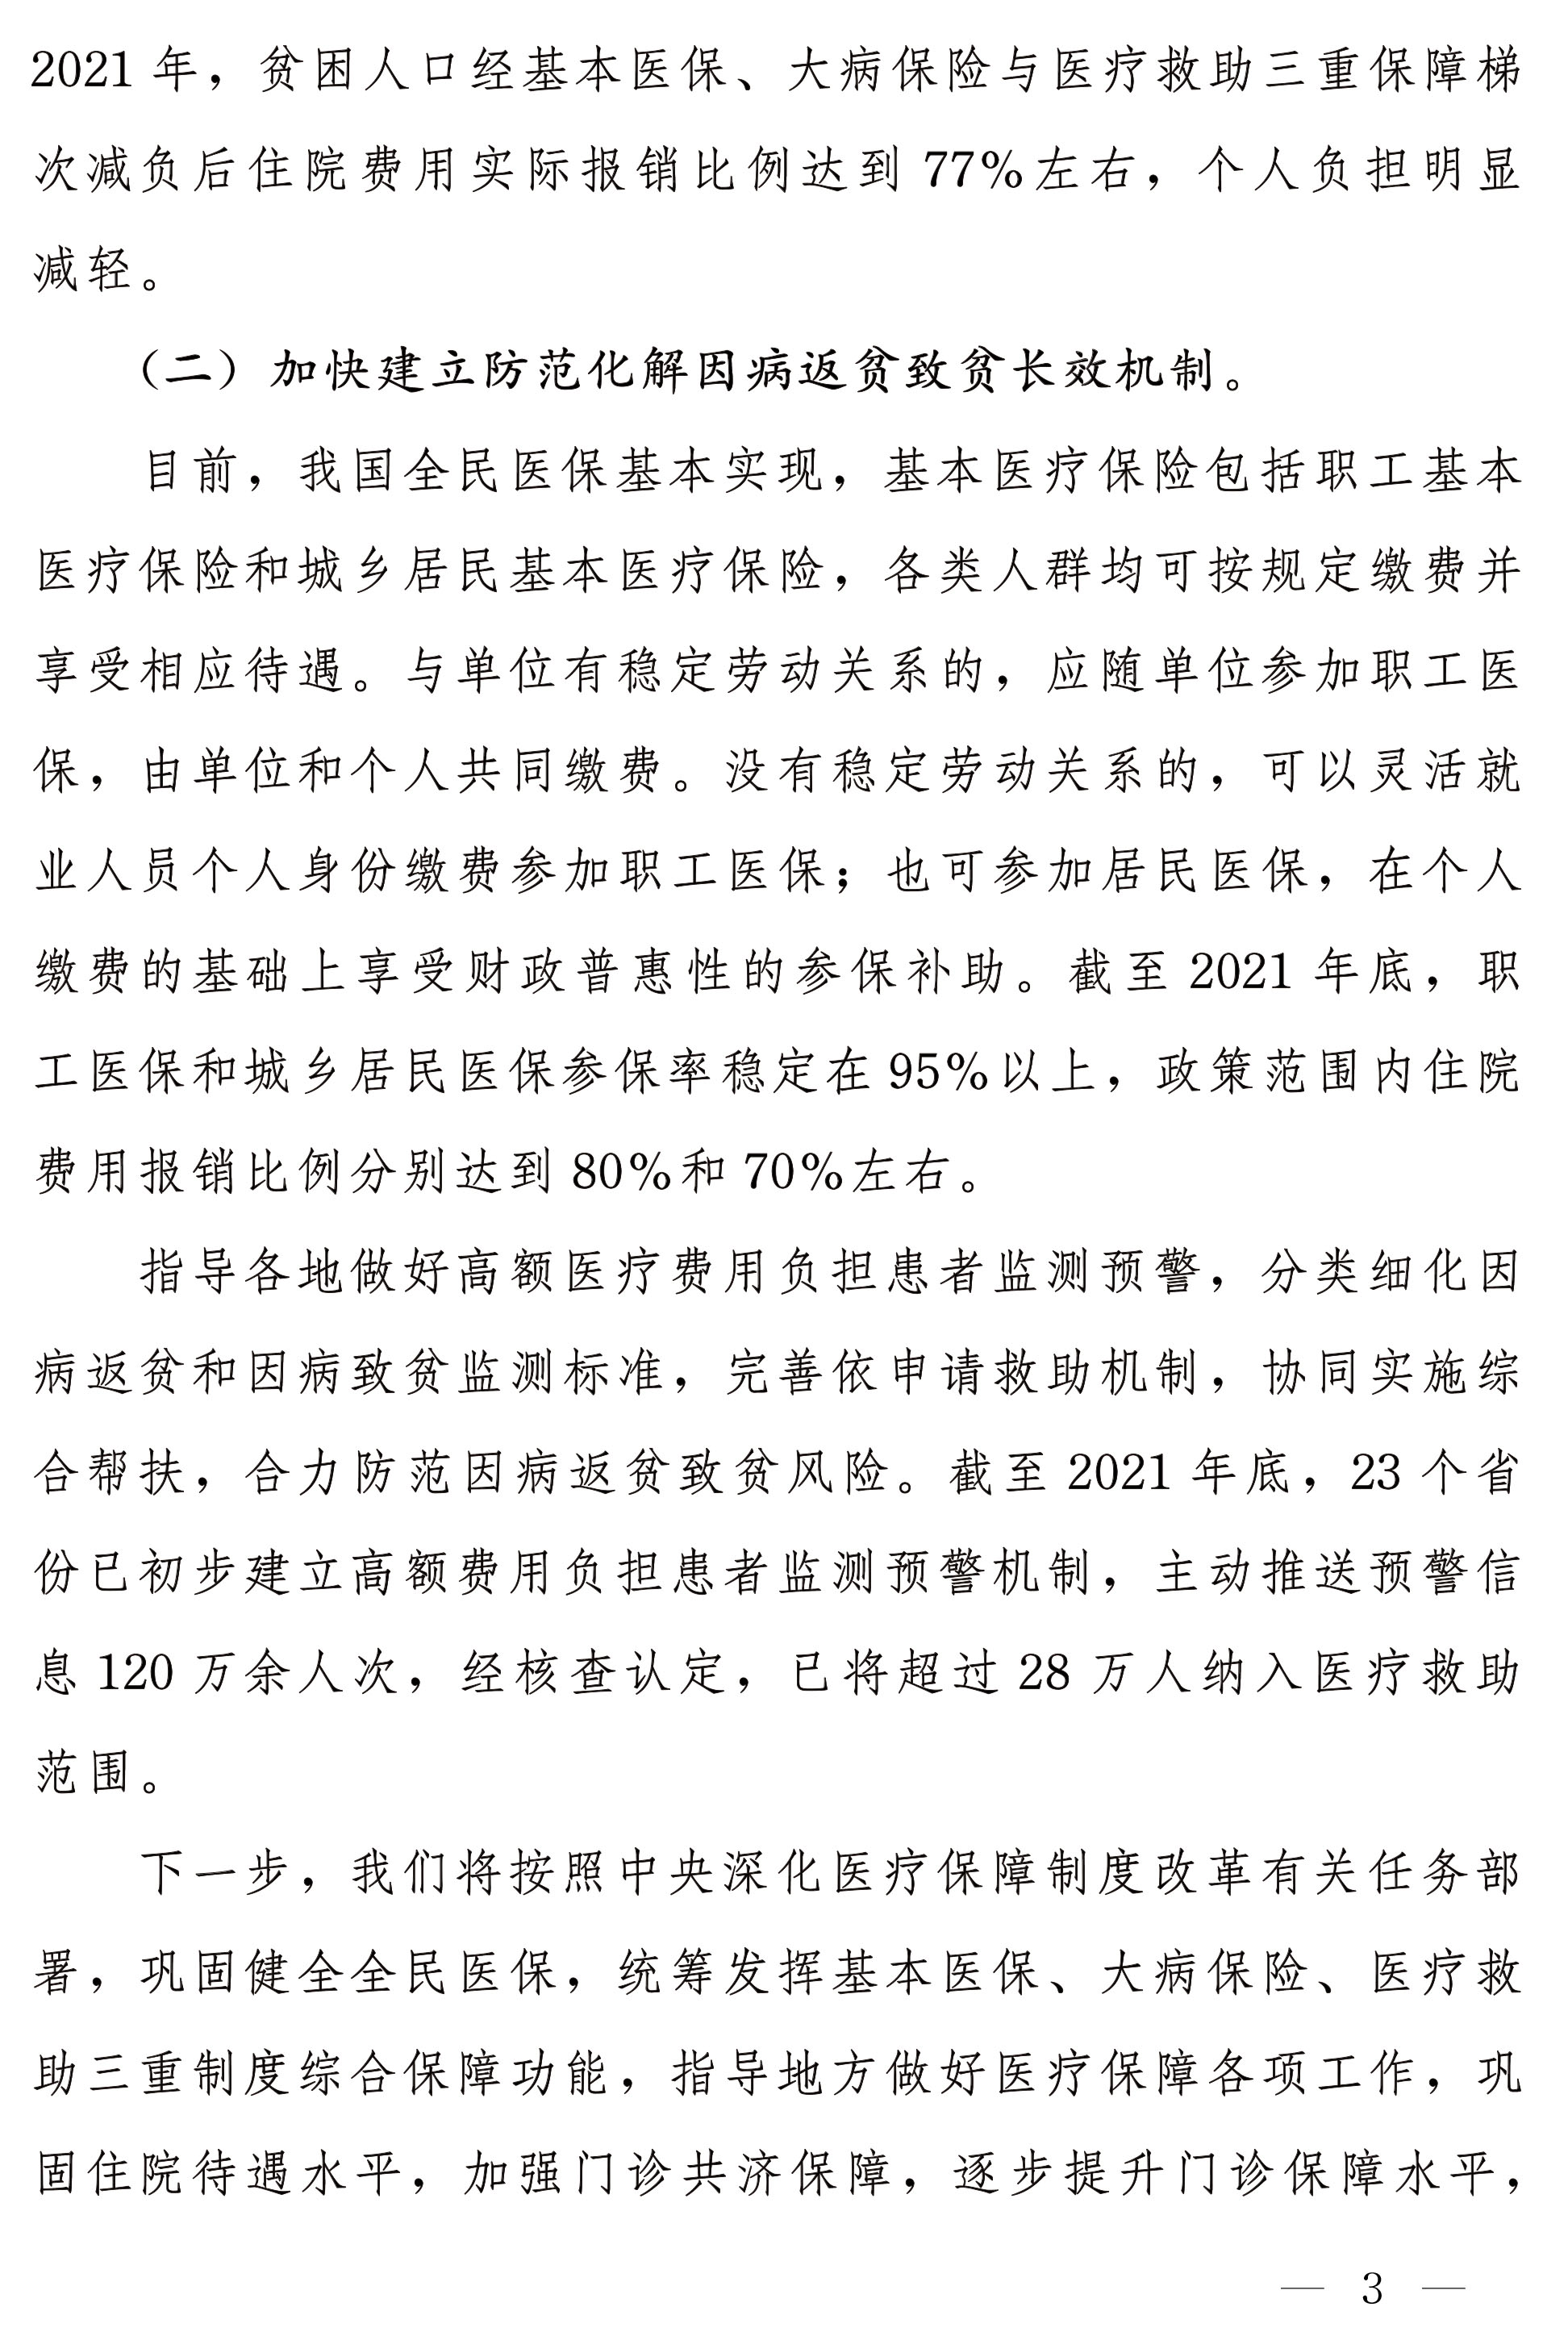 2021 年，贫困人口经基本医保、大病保险与医疗救助三重保障梯
次减负后住院费用实际报销比例达到 77%左右，个人负担明显
减轻。
（二）加快建立防范化解因病返贫致贫长效机制。
目前，我国全民医保基本实现，基本医疗保险包括职工基本
医疗保险和城乡居民基本医疗保险，各类人群均可按规定缴费并
享受相应待遇。与单位有稳定劳动关系的，应随单位参加职工医
保，由单位和个人共同缴费。没有稳定劳动关系的，可以灵活就
业人员个人身份缴费参加职工医保；也可参加居民医保，在个人
缴费的基础上享受财政普惠性的参保补助。截至 2021 年底，职
工医保和城乡居民医保参保率稳定在 95%以上，政策范围内住院
费用报销比例分别达到 80%和 70%左右。
指导各地做好高额医疗费用负担患者监测预警，分类细化因
病返贫和因病致贫监测标准，完善依申请救助机制，协同实施综
合帮扶，合力防范因病返贫致贫风险。截至 2021 年底，23 个省
份已初步建立高额费用负担患者监测预警机制，主动推送预警信
息 120 万余人次，经核查认定，已将超过 28 万人纳入医疗救助
范围。
下一步，我们将按照中央深化医疗保障制度改革有关任务部
署，巩固健全全民医保，统筹发挥基本医保、大病保险、医疗救
助三重制度综合保障功能，指导地方做好医疗保障各项工作，巩
固住院待遇水平，加强门诊共济保障，逐步提升门诊保障水平，
— 3 —